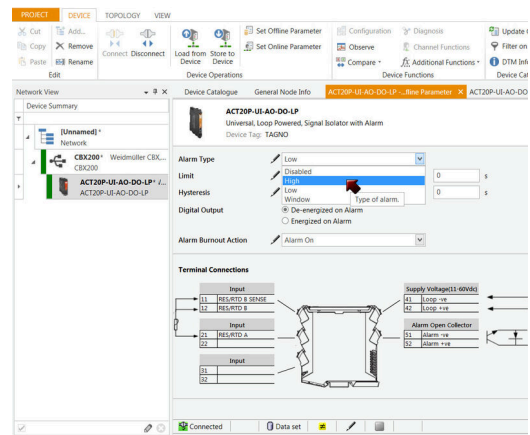 PROJECT DEVICE TOPOLOGY VIEW
Cut Add...
Copy Remove
Paste Rename
Connect Disconnect
Load from Device Store to Device
Set Offline Parameter
Set Online Parameter
Configuration Diagnosis
Observe Channel Functions
Compare Additional Functions
Update
Filter on
DTM Info
Edit Device Operations Device Functions Device Cat
Network View
Device Summary
[Unnamed]*
Network
CBX200* Weidmüller CBX,...
CBX200
ACT20P-UI-AO-DO-LP* /...
ACT20P-UI-AO-DO-LP
Device Catalogue General Node Info ACT20P-UI-AO-DO-LP -...fline Parameter ACT20P-UI-AO-DO
ACT20P-UI-AO-DO-LP
Universal, Loop Powered, Signal Isolator with Alarm
Device Tag: TAGNO
Alarm Type Low
Disabled
High
Low
Window
Type of alarm.
Limit 0 s
Hysteresis 0 s
Digital Output De-energized on Alarm
Energized on Alarm
Alarm Burnout Action Alarm On
Terminal Connections
Input
11 RES/RTD B SENSE
12 RES/RTD B
Input
21 RES/RTD A
22
Input
31
32
Supply Voltage(11-60Vdc)
41 Loop -ve
42 Loop +ve
Alarm Open Collector
51 Alarm -ve
52 Alarm +ve
Connected Data set